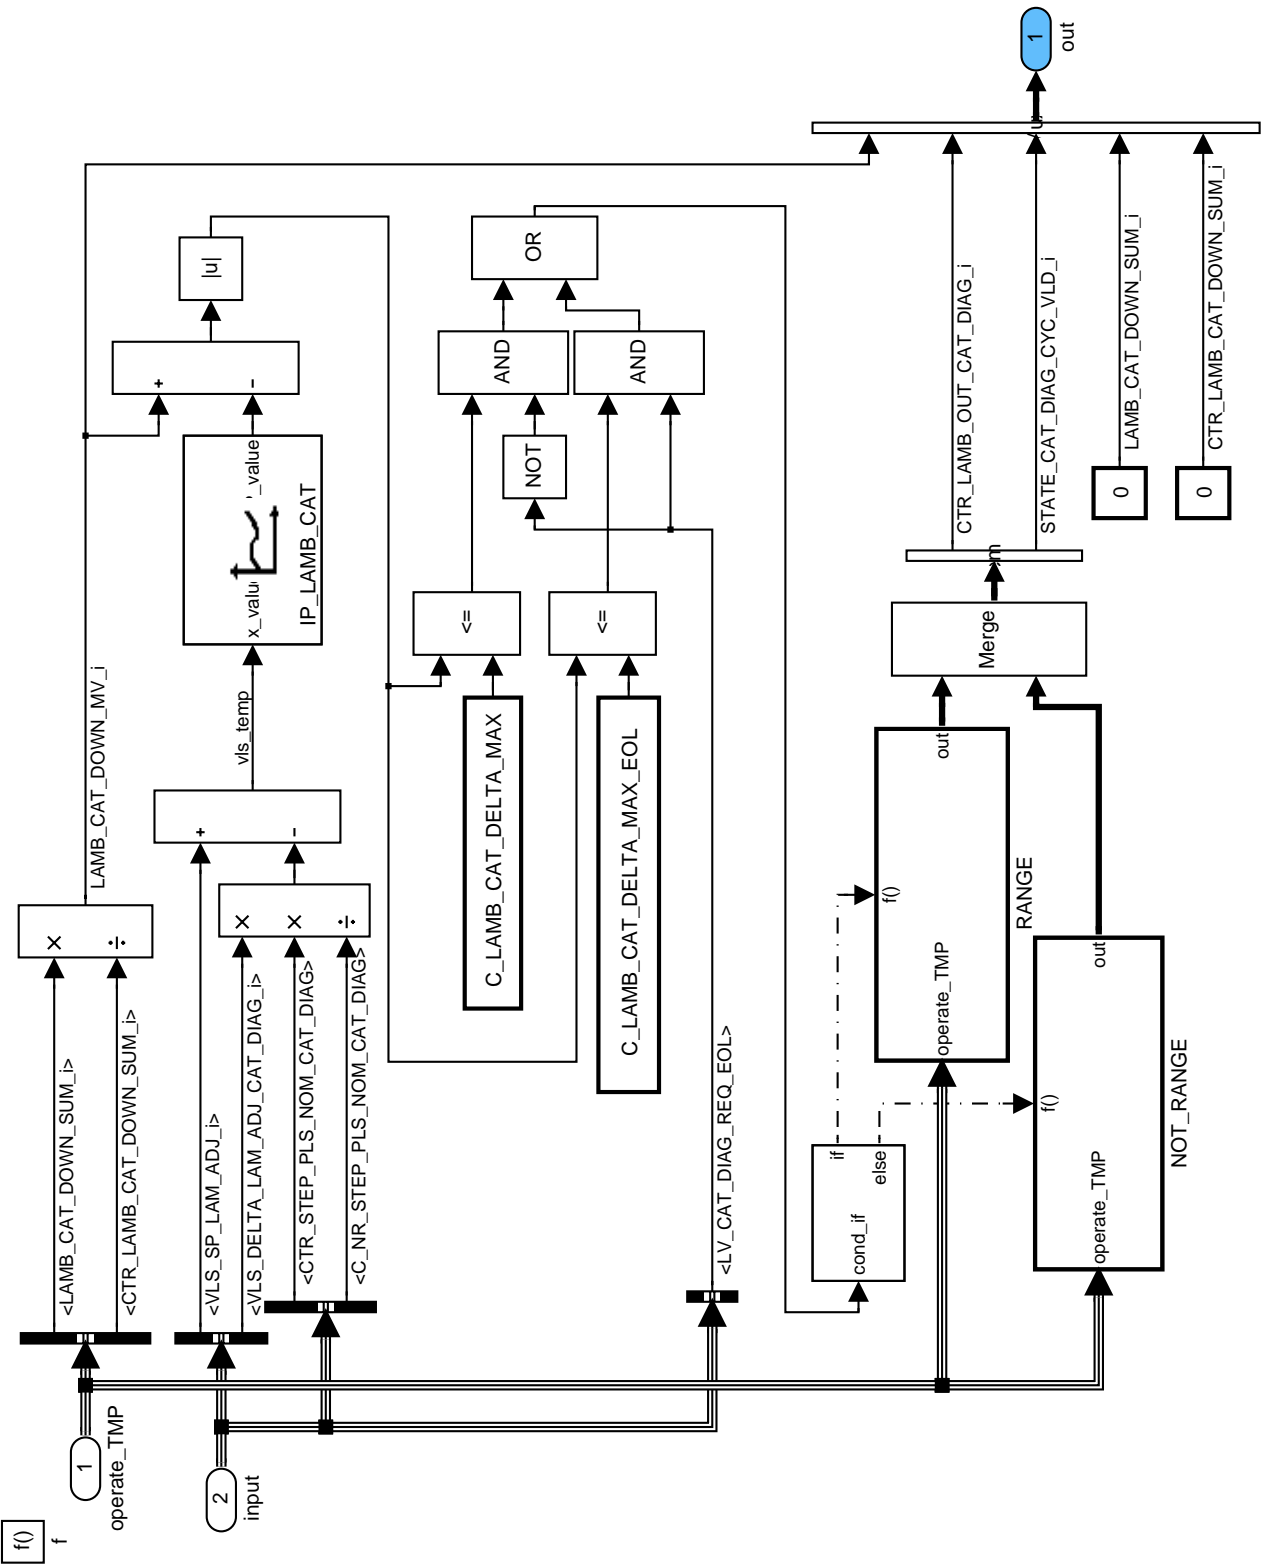 f()
f
1
operate_TMP
2
input
<LAMB_CAT_DOWN_SUM_i>
<CTR_LAMB_CAT_DOWN_SUM_i>
×
÷
LAMB_CAT_DOWN_MV_i
<VLS_SP_LAM_ADJ_i>
<VLS_DELTA_LAM_ADJ_CAT_DIAG_i>
<CTR_STEP_PLS_NOM_CAT_DIAG>
<C_NR_STEP_PLS_NOM_CAT_DIAG>
×
×
÷
+
−
vls_temp
x_valu
_value
IP_LAMB_CAT
+
−
|u|
C_LAMB_CAT_DELTA_MAX
C_LAMB_CAT_DELTA_MAX_EOL
<=
<=
<LV_CAT_DIAG_REQ_EOL>
NOT
AND
AND
OR
cond_if
if
else
operate_TMP
f()
out
RANGE
operate_TMP
f()
out
NOT_RANGE
Merge
CTR_LAMB_OUT_CAT_DIAG_i
STATE_CAT_DIAG_CYC_VLD_i
0
LAMB_CAT_DOWN_SUM_i
0
CTR_LAMB_CAT_DOWN_SUM_i
1
out